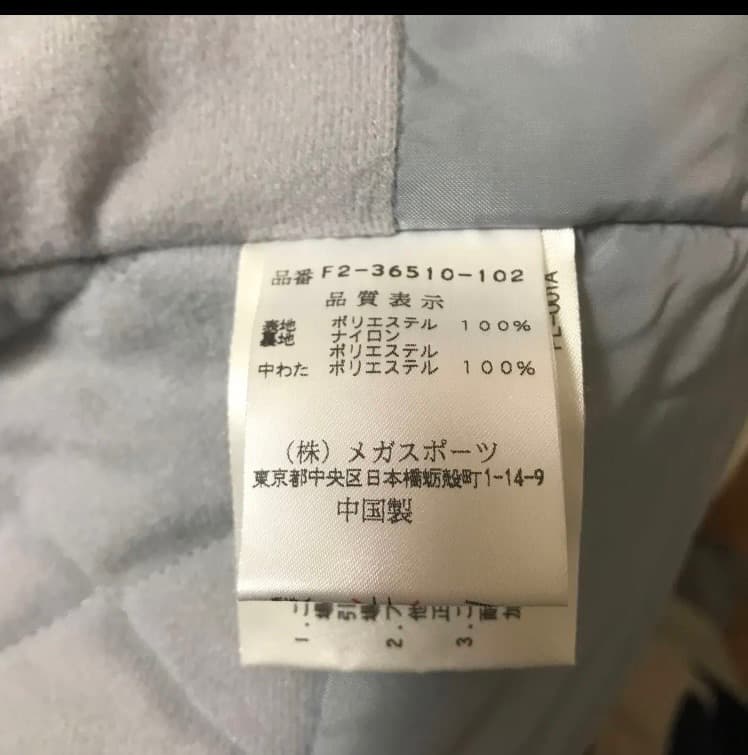 品番 F2-36510-102
品質表示
表地 ポリエステル 100%
裏地 ナイロン
ポリエステル
中わた ポリエステル 100%
(株)メガスポーツ
東京都中央区日本橋蛎殻町1-14-9
中国製
1.
2.
3.